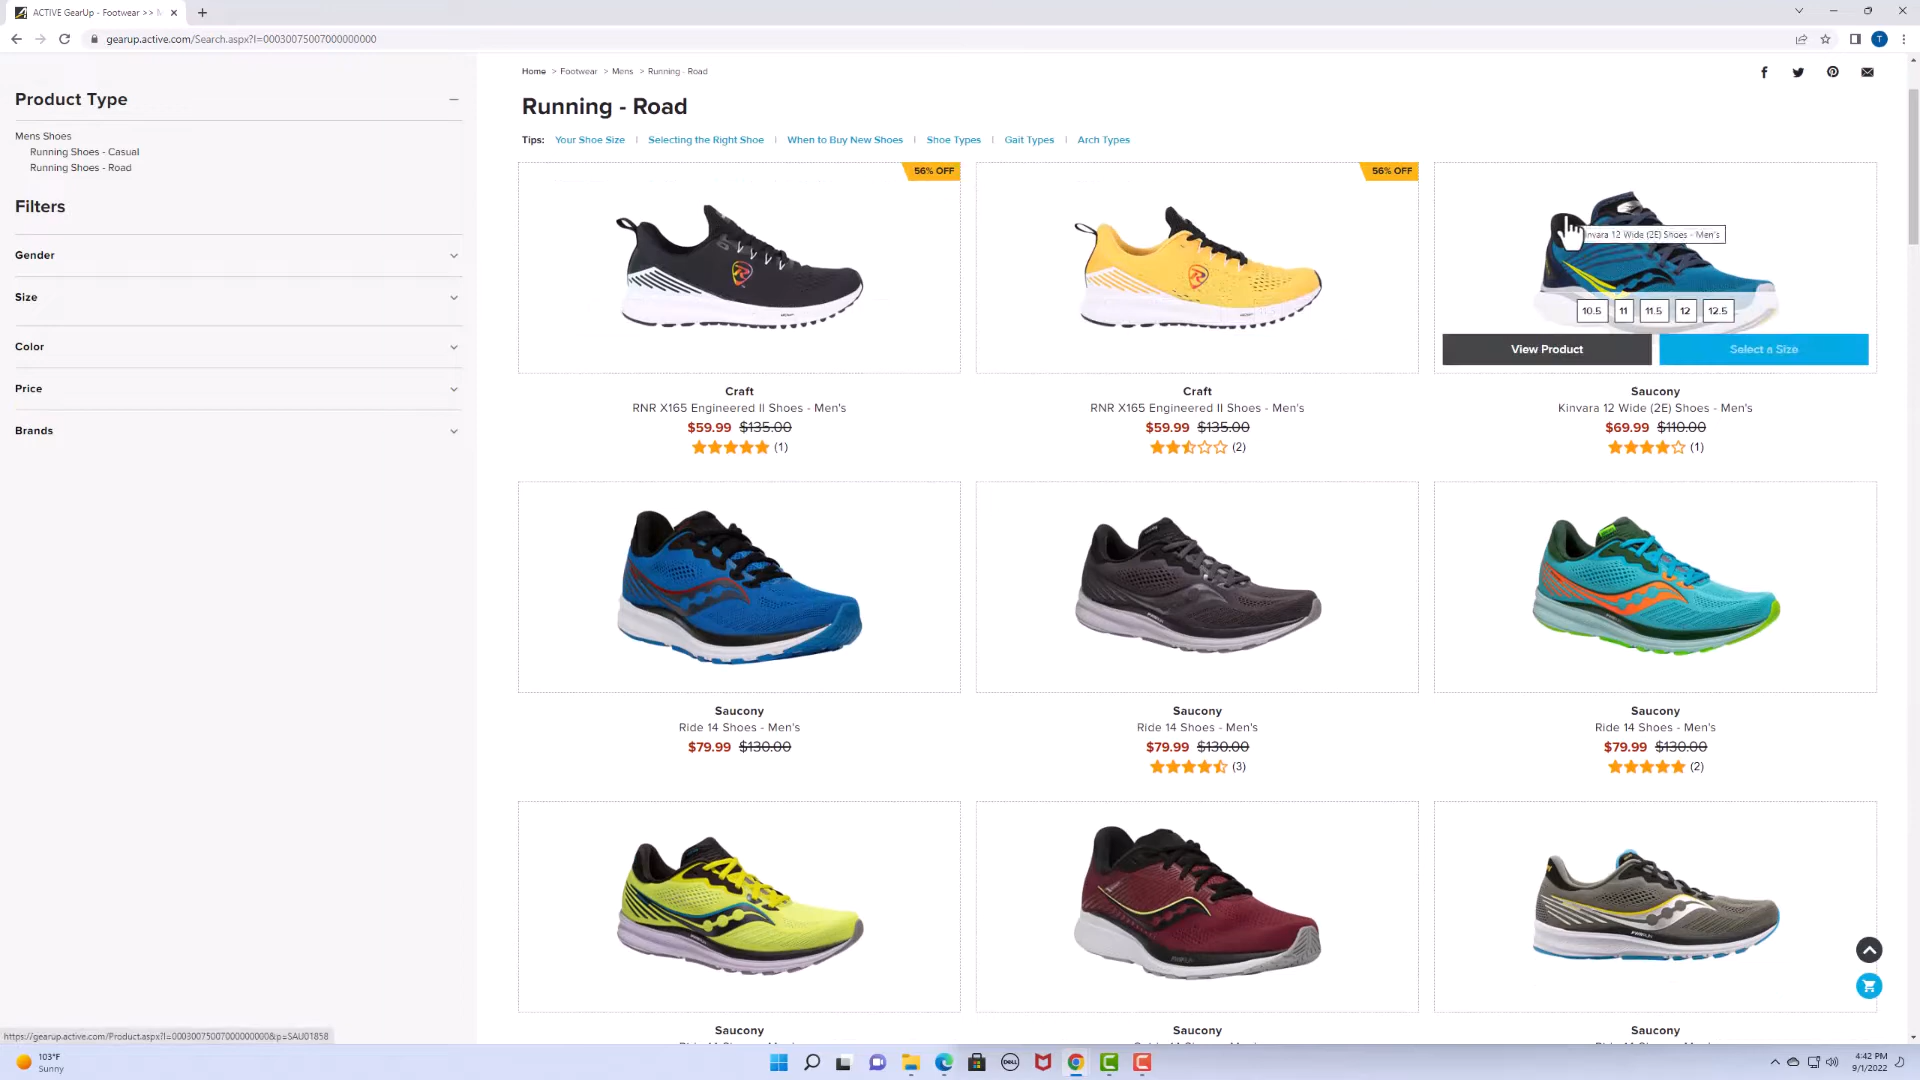 ACTIVE GearUp - Footwear >> M
gearup.active.com/Search.aspx?l=00030075007000000000
T
Home > Footwear > Mens > Running - Road
Product Type
Mens Shoes
Running Shoes - Casual
Running Shoes - Road
Filters
Gender
Size
Color
Price
Brands
Running - Road
Tips: Your Shoe Size | Selecting the Right Shoe | When to Buy New Shoes | Shoe Types | Gait Types | Arch Types
56% OFF
56% OFF
12 Wide (2E) Shoes - Men's
10.5 11 11.5 12 12.5
View Product
Select a Size
Craft
RNR X165 Engineered II Shoes - Men's
$59.99 $135.00
(1)
Craft
RNR X165 Engineered II Shoes - Men's
$59.99 $135.00
(2)
Saucony
Kinvara 12 Wide (2E) Shoes - Men's
$69.99 $110.00
(1)
Saucony
Ride 14 Shoes - Men's
$79.99 $130.00
Saucony
Ride 14 Shoes - Men's
$79.99 $130.00
(3)
Saucony
Ride 14 Shoes - Men's
$79.99 $130.00
(2)
Saucony
Saucony
Saucony
https://gearup.active.com/Product.aspx?l=00030075007000000000&p=SAU01858
103°F
Sunny
DELL
4:42 PM
9/1/2022